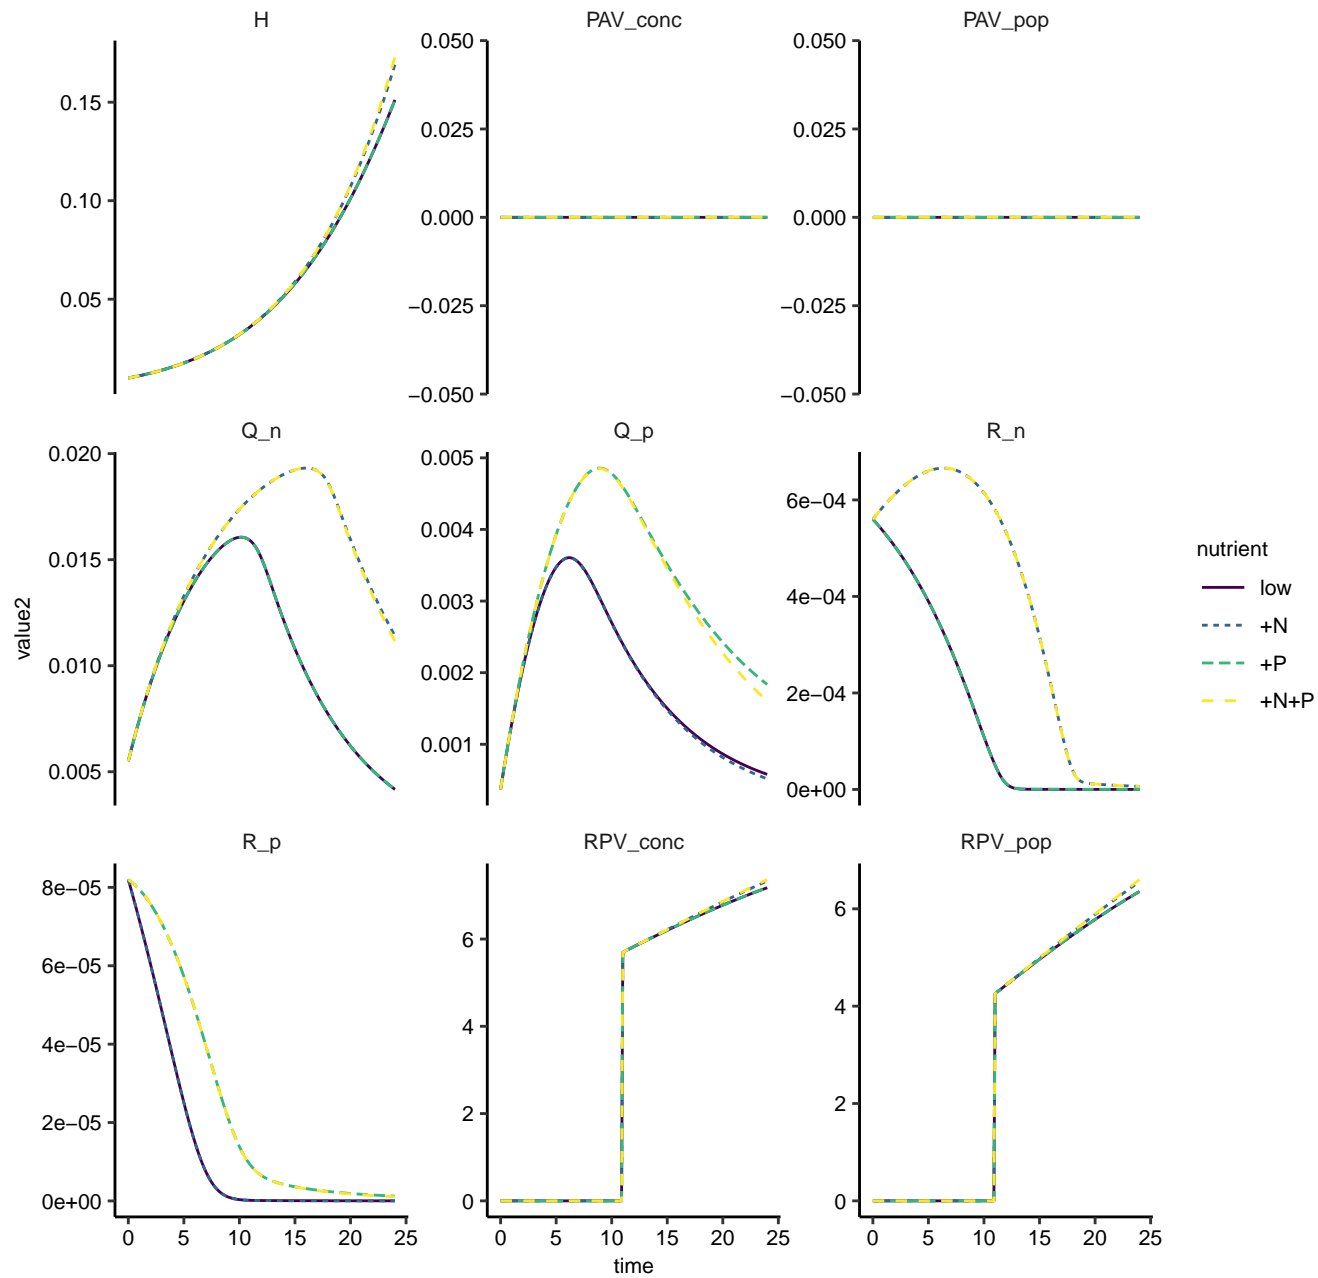 H
PAV_conc
PAV_pop
0.15
0.10
0.05
0.050
0.025
0.000
−0.025
−0.050
0.050
0.025
0.000
−0.025
−0.050
Q_n
Q_p
R_n
0.020
0.015
0.010
0.005
0.005
0.004
0.003
0.002
0.001
6e−04
4e−04
2e−04
0e+00
value2
R_p
RPV_conc
RPV_pop
8e−05
6e−05
4e−05
2e−05
0e+00
6
4
2
0
6
4
2
0
0 5 10 15 20 25
0 5 10 15 20 25
0 5 10 15 20 25
time
nutrient
low
+N
+P
+N+P